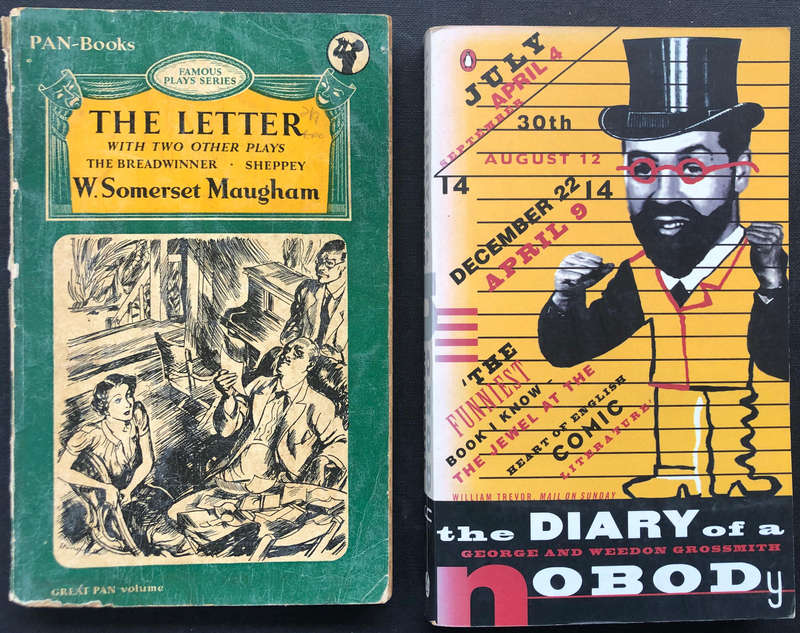 PAN-Books
FAMOUS
PLAYS SERIES
THE LETTER
WITH TWO OTHER PLAYS
THE BREADWINNER · SHEPPEY
W. Somerset Maugham
GREAT PAN volume
JULY
APRIL 4
SEPTEMBER
30th
AUGUST 12
14
14
DECEMBER 22
APRIL 9
'THE
FUNNIEST
BOOK I KNOW –
THE JEWEL AT THE
HEART OF ENGLISH
COMIC
LITERATURE'
WILLIAM TREVOR, MAIL ON SUNDAY
the DIARY of a
GEORGE AND WEEDON GROSSMITH
nOBODy